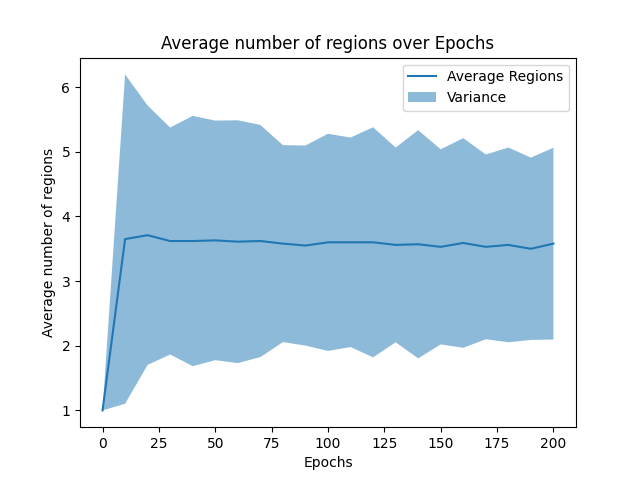 Average number of regions over Epochs
Average Regions
Variance
Average number of regions
6
5
4
3
2
1
0 25 50 75 100 125 150 175 200
Epochs